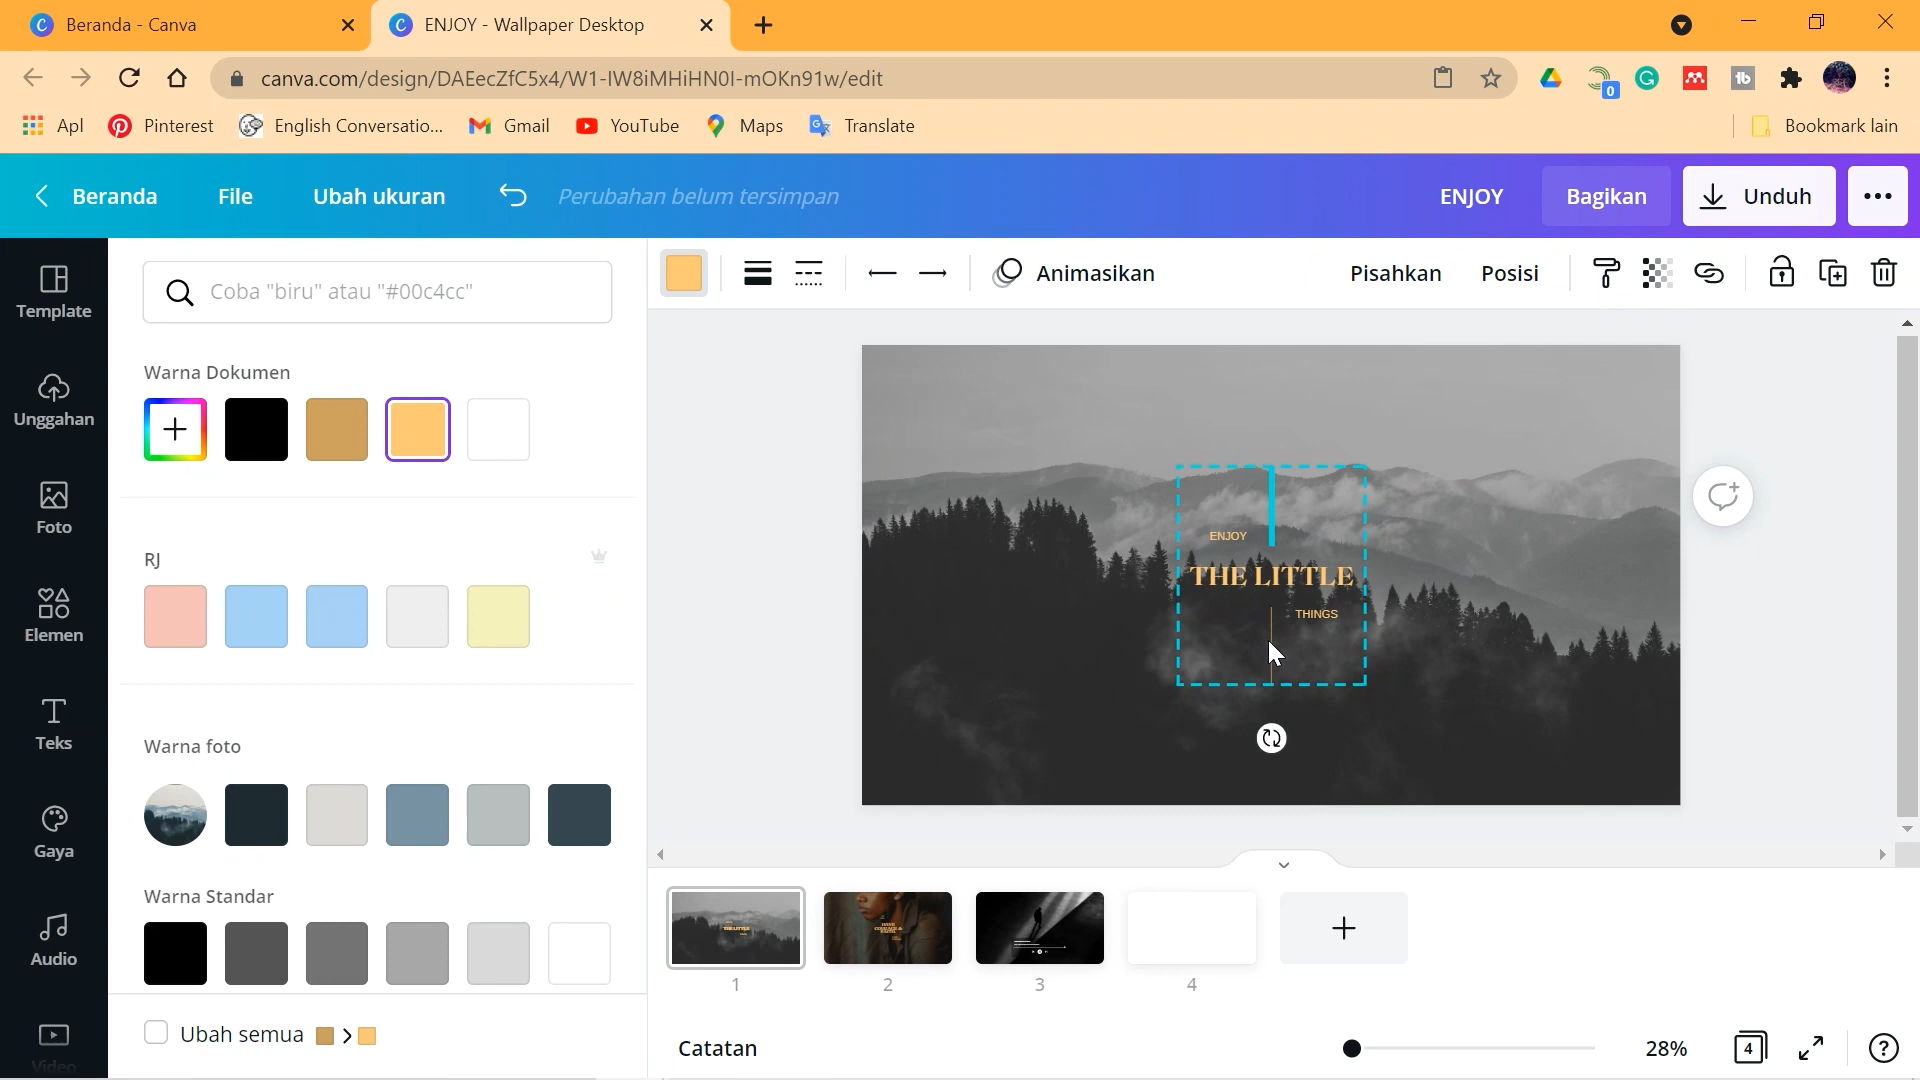 Beranda - Canva
ENJOY - Wallpaper Desktop
canva.com/design/DAEecZfC5x4/W1-IW8iMHiHN0I-mOKn91w/edit
0
Apl
Pinterest
English Conversatio...
Gmail
YouTube
Maps
Translate
Bookmark lain
Beranda
File
Ubah ukuran
Perubahan belum tersimpan
ENJOY
Bagikan
Unduh
Template
Unggahan
Foto
Elemen
Teks
Gaya
Audio
Video
Coba "biru" atau "#00c4cc"
Warna Dokumen
RJ
Warna foto
Warna Standar
Ubah semua
Animasikan
Pisahkan
Posisi
ENJOY
THE LITTLE
THINGS
1
2
3
4
Catatan
28%
4